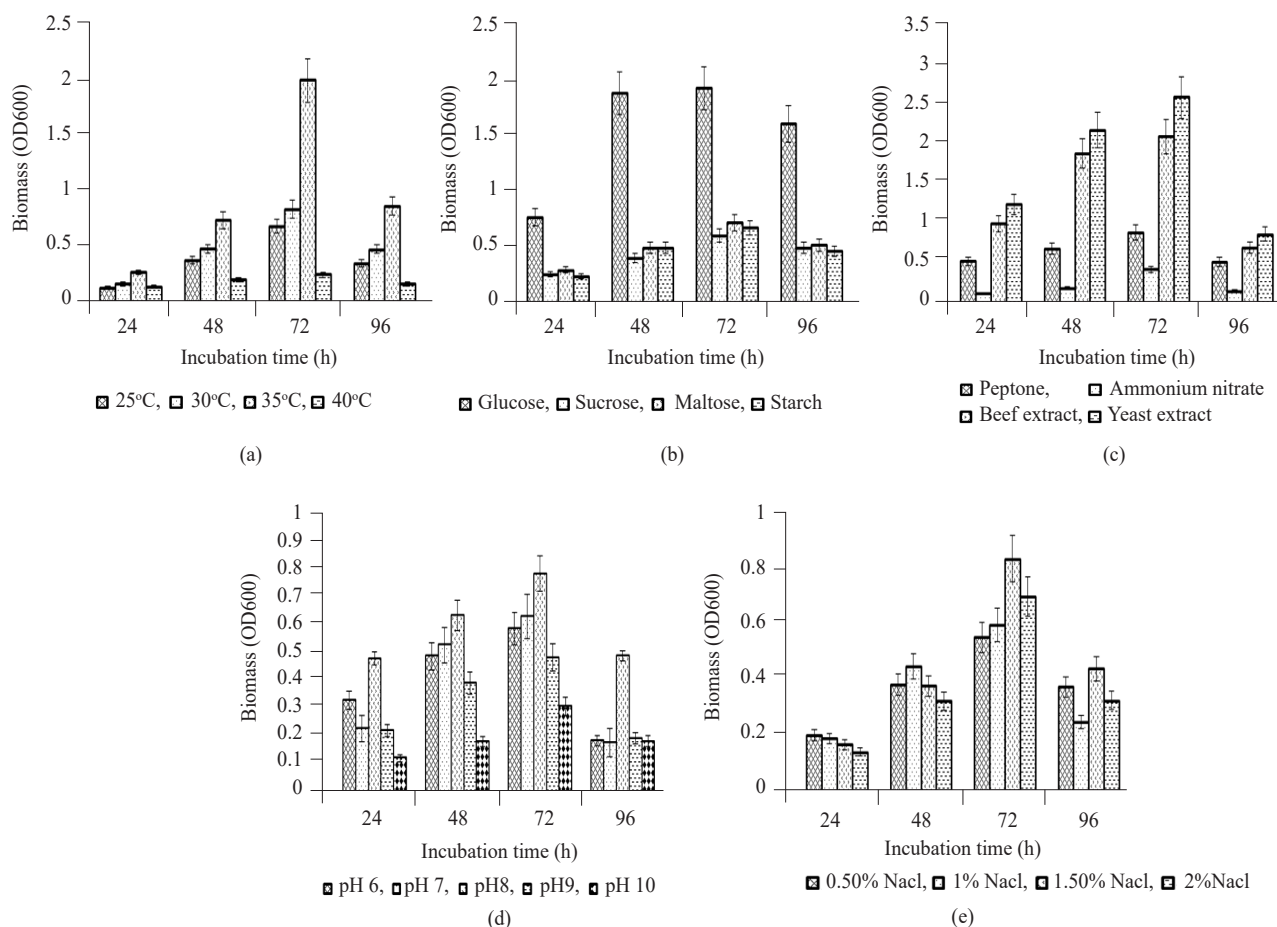 2.5
2
1.5
1
0.5
0
Biomass (OD600)
24 48 72 96
Incubation time (h)
25°C, 30°C, 35°C, 40°C
(a)
2.5
2
1.5
1
0.5
0
Biomass (OD600)
24 48 72 96
Incubation time (h)
Glucose, Sucrose, Maltose, Starch
(b)
3.5
3
2.5
2
1.5
1
0.5
0
Biomass (OD600)
24 48 72 96
Incubation time (h)
Peptone, Ammonium nitrate
Beef extract, Yeast extract
(c)
1
0.9
0.8
0.7
0.6
0.5
0.4
0.3
0.2
0.1
0
Biomass (OD600)
24 48 72 96
Incubation time (h)
pH 6, pH 7, pH8, pH9, pH 10
(d)
1
0.8
0.6
0.4
0.2
0
Biomass (OD600)
24 48 72 96
Incubation time (h)
0.50% Nacl, 1% Nacl, 1.50% Nacl, 2%Nacl
(e)